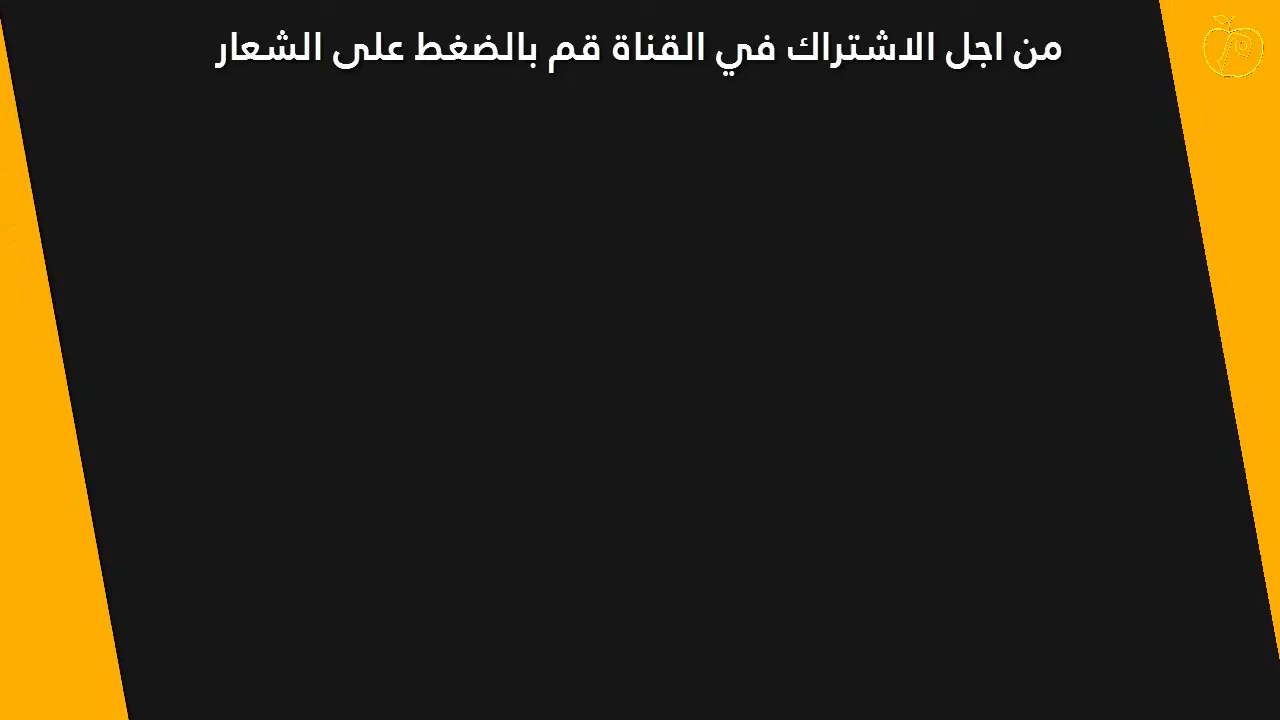 من اجل الاشتراك في القناة قم بالضغط على الشعار